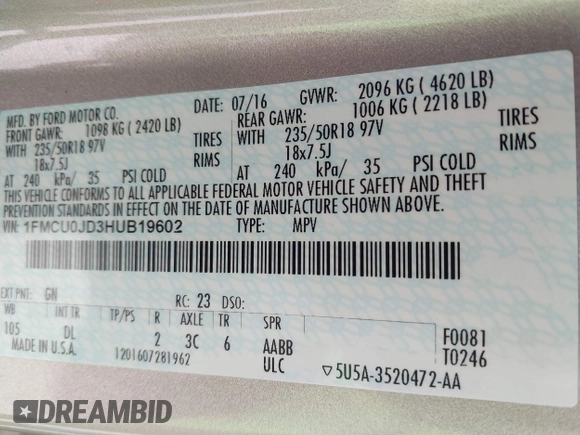 MFD. BY FORD MOTOR CO. DATE: 07/16 GVWR: 2096 KG ( 4620 LB)
FRONT GAWR: 1098 KG ( 2420 LB) REAR GAWR: 1006 KG ( 2218 LB)
WITH 235/50R18 97V TIRES WITH 235/50R18 97V TIRES
18x7.5J RIMS 18x7.5J RIMS
AT 240 kPa/ 35 PSI COLD AT 240 kPa/ 35 PSI COLD
THIS VEHICLE CONFORMS TO ALL APPLICABLE FEDERAL MOTOR VEHICLE SAFETY AND THEFT
PREVENTION STANDARDS IN EFFECT ON THE DATE OF MANUFACTURE SHOWN ABOVE.
VIN: 1FMCU0JD3HUB19602 TYPE: MPV
EXT PNT: GN RC: 23 DSO:
WB INT TR TP/PS R AXLE TR SPR
105 DL 2 3C 6 AABB F0081
MADE IN U.S.A. 1201607281962 ULC T0246
▽5U5A-3520472-AA
DREAMBID